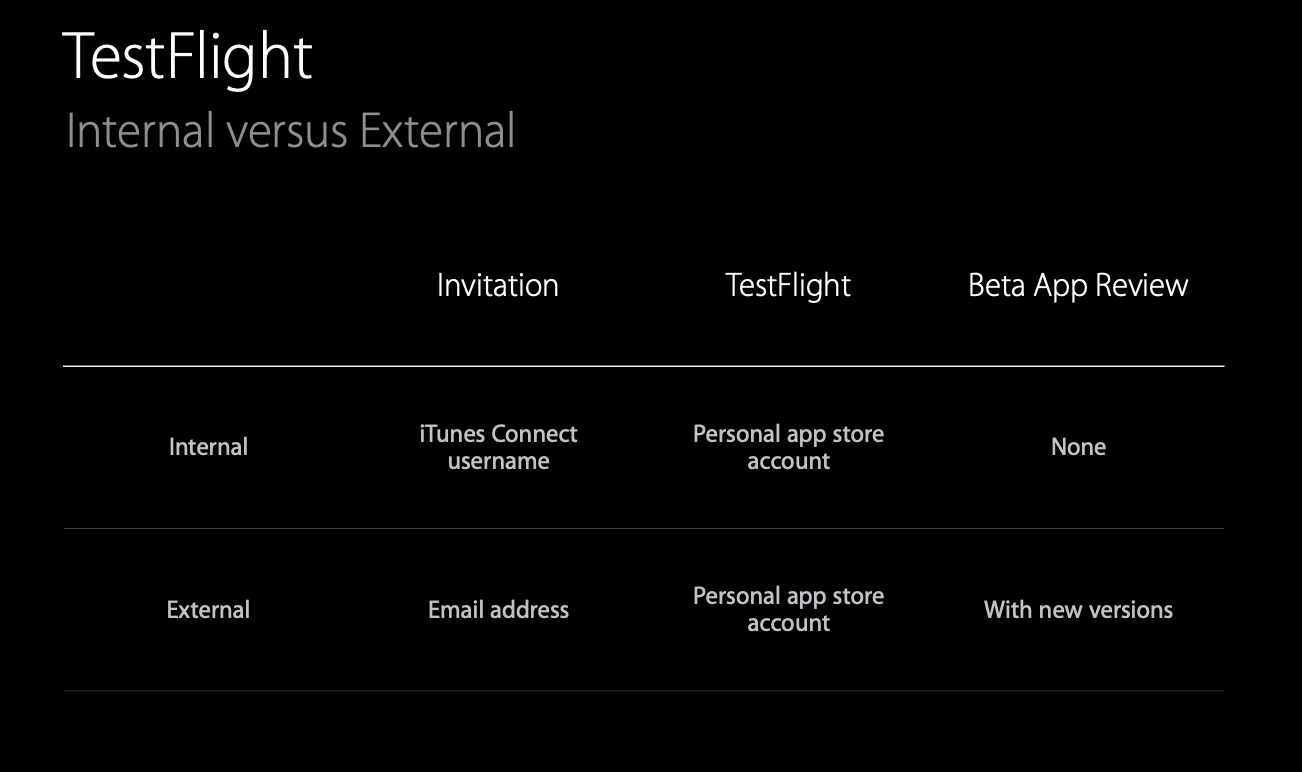 TestFlight
Internal versus External
Invitation TestFlight Beta App Review
Internal
iTunes Connect
username
Personal app store
account
None
External
Email address
Personal app store
account
With new versions